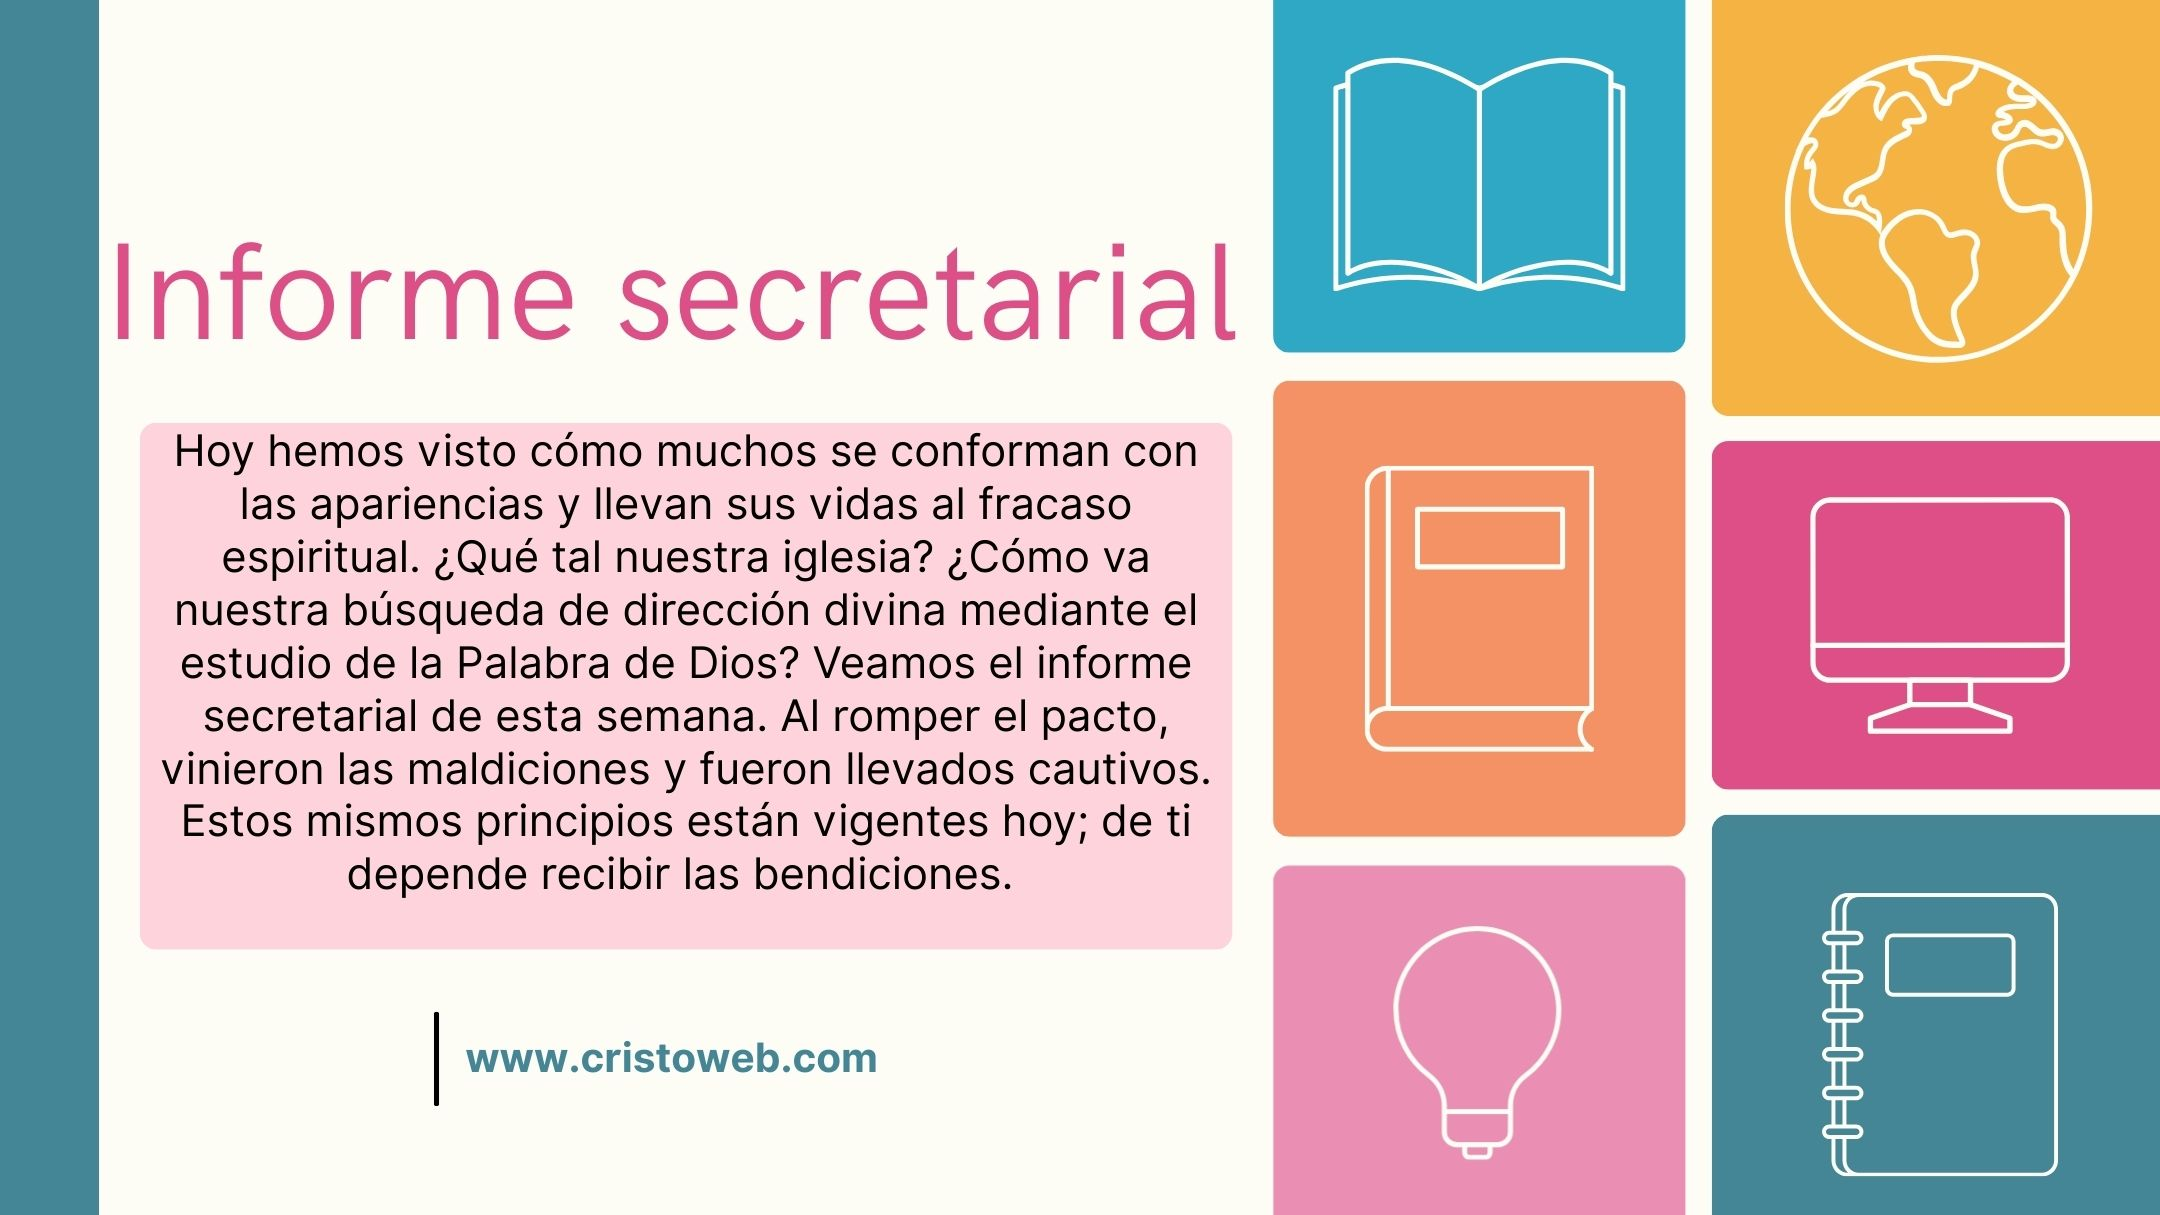 Informe secretarial
Hoy hemos visto cómo muchos se conforman con
las apariencias y llevan sus vidas al fracaso
espiritual. ¿Qué tal nuestra iglesia? ¿Cómo va
nuestra búsqueda de dirección divina mediante el
estudio de la Palabra de Dios? Veamos el informe
secretarial de esta semana. Al romper el pacto,
vinieron las maldiciones y fueron llevados cautivos.
Estos mismos principios están vigentes hoy; de ti
depende recibir las bendiciones.
www.cristoweb.com